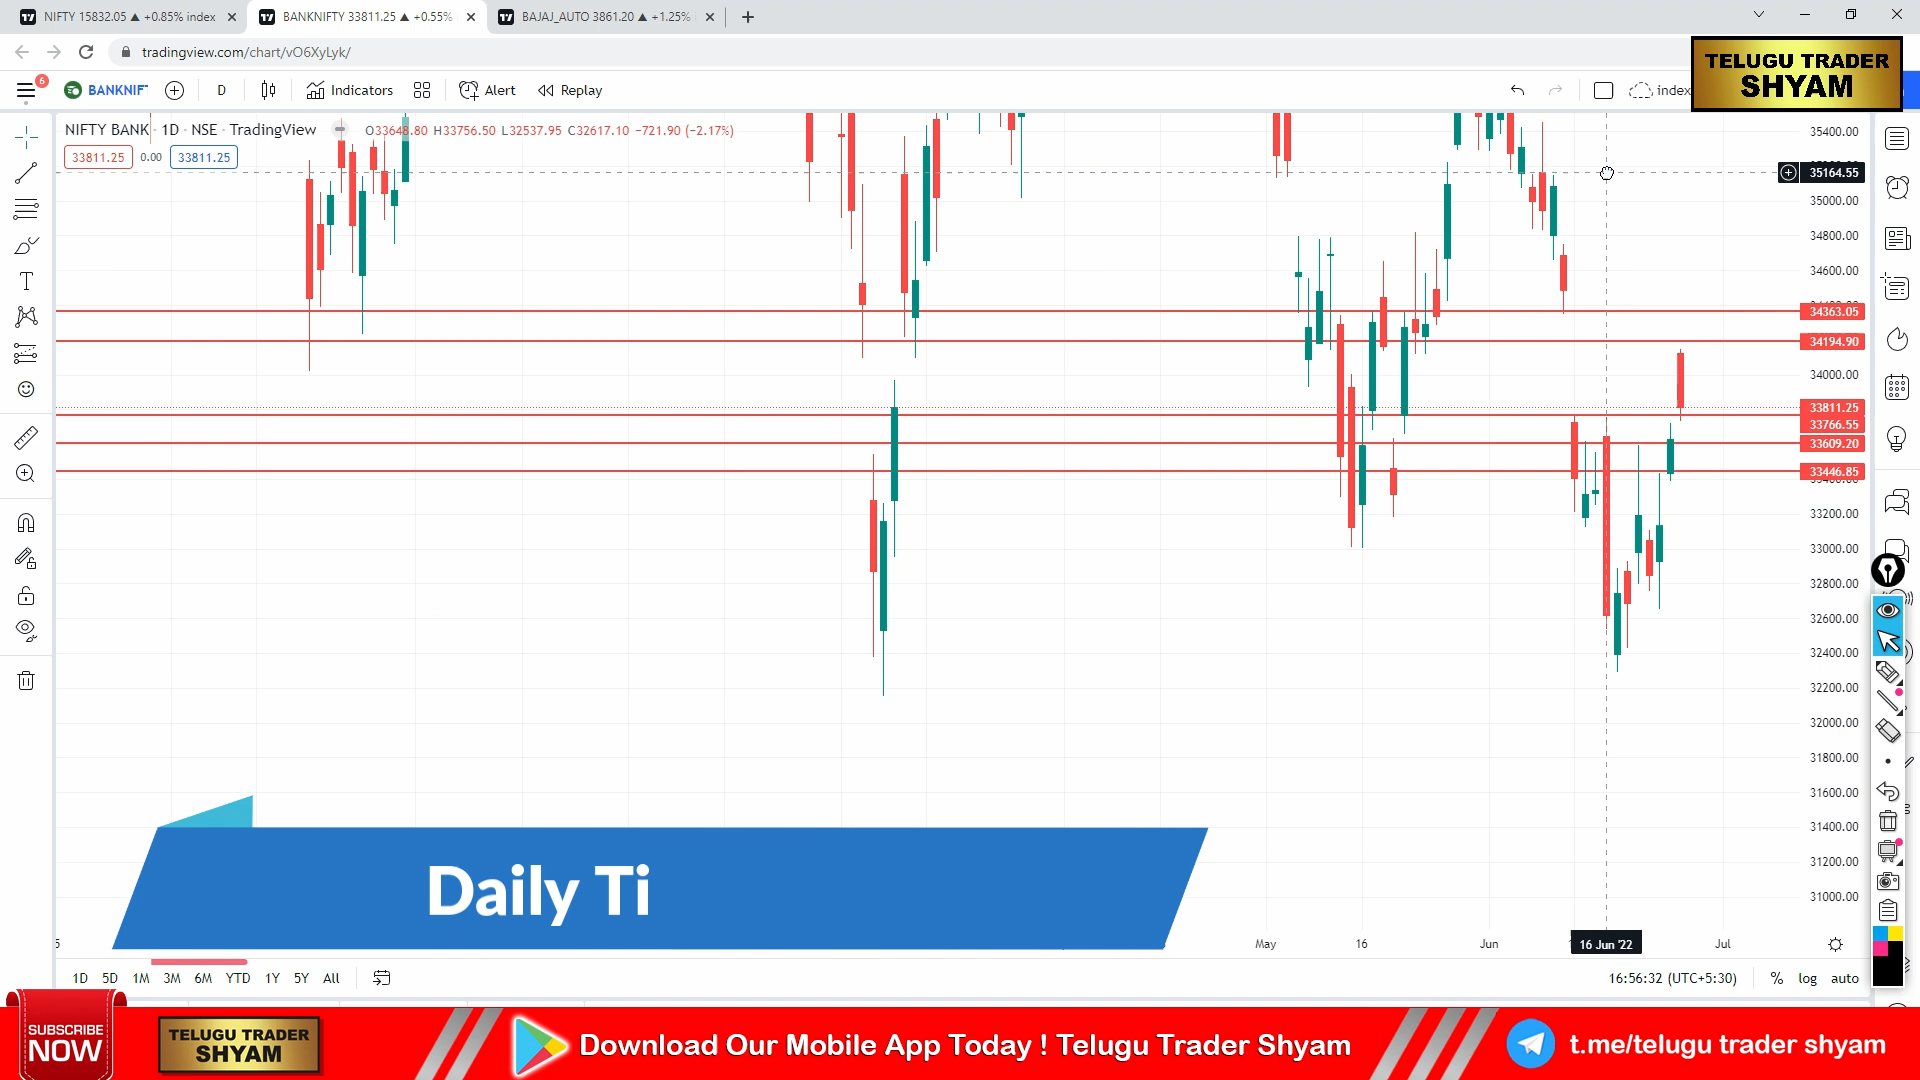 NIFTY 15832.05 ▲ +0.85% index
BANKNIFTY 33811.25 ▲ +0.55%
BAJAJ_AUTO 3861.20 ▲ +1.25%
tradingview.com/chart/vO6XyLyk/
TELUGU TRADER
SHYAM
6
BANKNIF
D
Indicators
Alert
Replay
index
NIFTY BANK · 1D · NSE · TradingView
O33648.80 H33756.50 L32537.95 C32617.10 −721.90 (−2.17%)
33811.25 0.00 33811.25
35400.00
35164.55
35000.00
34800.00
34600.00
34363.05
34194.90
34000.00
33811.25
33766.55
33609.20
33446.85
33200.00
33000.00
32800.00
32600.00
32400.00
32200.00
32000.00
31800.00
31600.00
31400.00
31200.00
31000.00
Daily Ti
5 May 16 Jun 16 Jun '22 Jul
1D 5D 1M 3M 6M YTD 1Y 5Y All
16:56:32 (UTC+5:30) % log auto
SUBSCRIBE
NOW
TELUGU TRADER
SHYAM
Download Our Mobile App Today ! Telugu Trader Shyam
t.me/telugu trader shyam